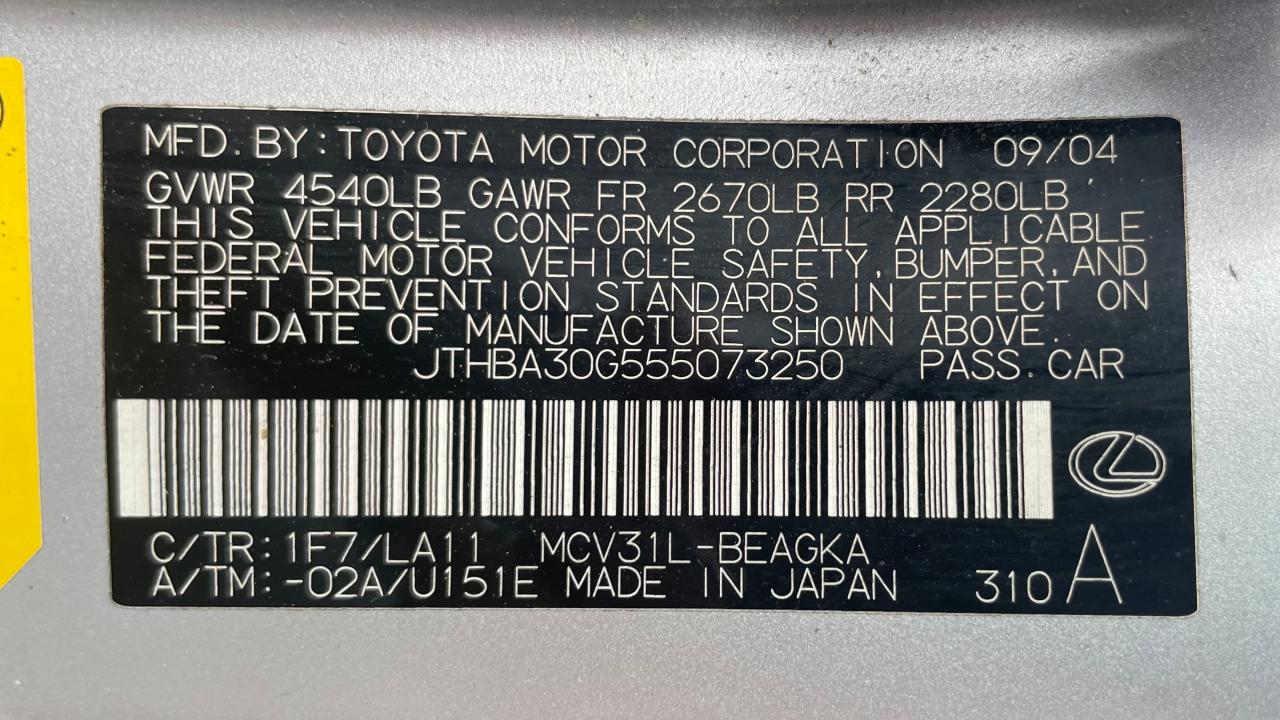 MFD. BY: TOYOTA MOTOR CORPORATION 09/04
GVWR 4540LB GAWR FR 2670LB RR 2280LB
THIS VEHICLE CONFORMS TO ALL APPLICABLE
FEDERAL MOTOR VEHICLE SAFETY, BUMPER, AND
THEFT PREVENTION STANDARDS IN EFFECT ON
THE DATE OF MANUFACTURE SHOWN ABOVE.
JTHBA30G555073250 PASS. CAR
C/TR: 1F7/LA11 MCV31L-BEAGKA
A/TM: -02A/U151E MADE IN JAPAN 310 A